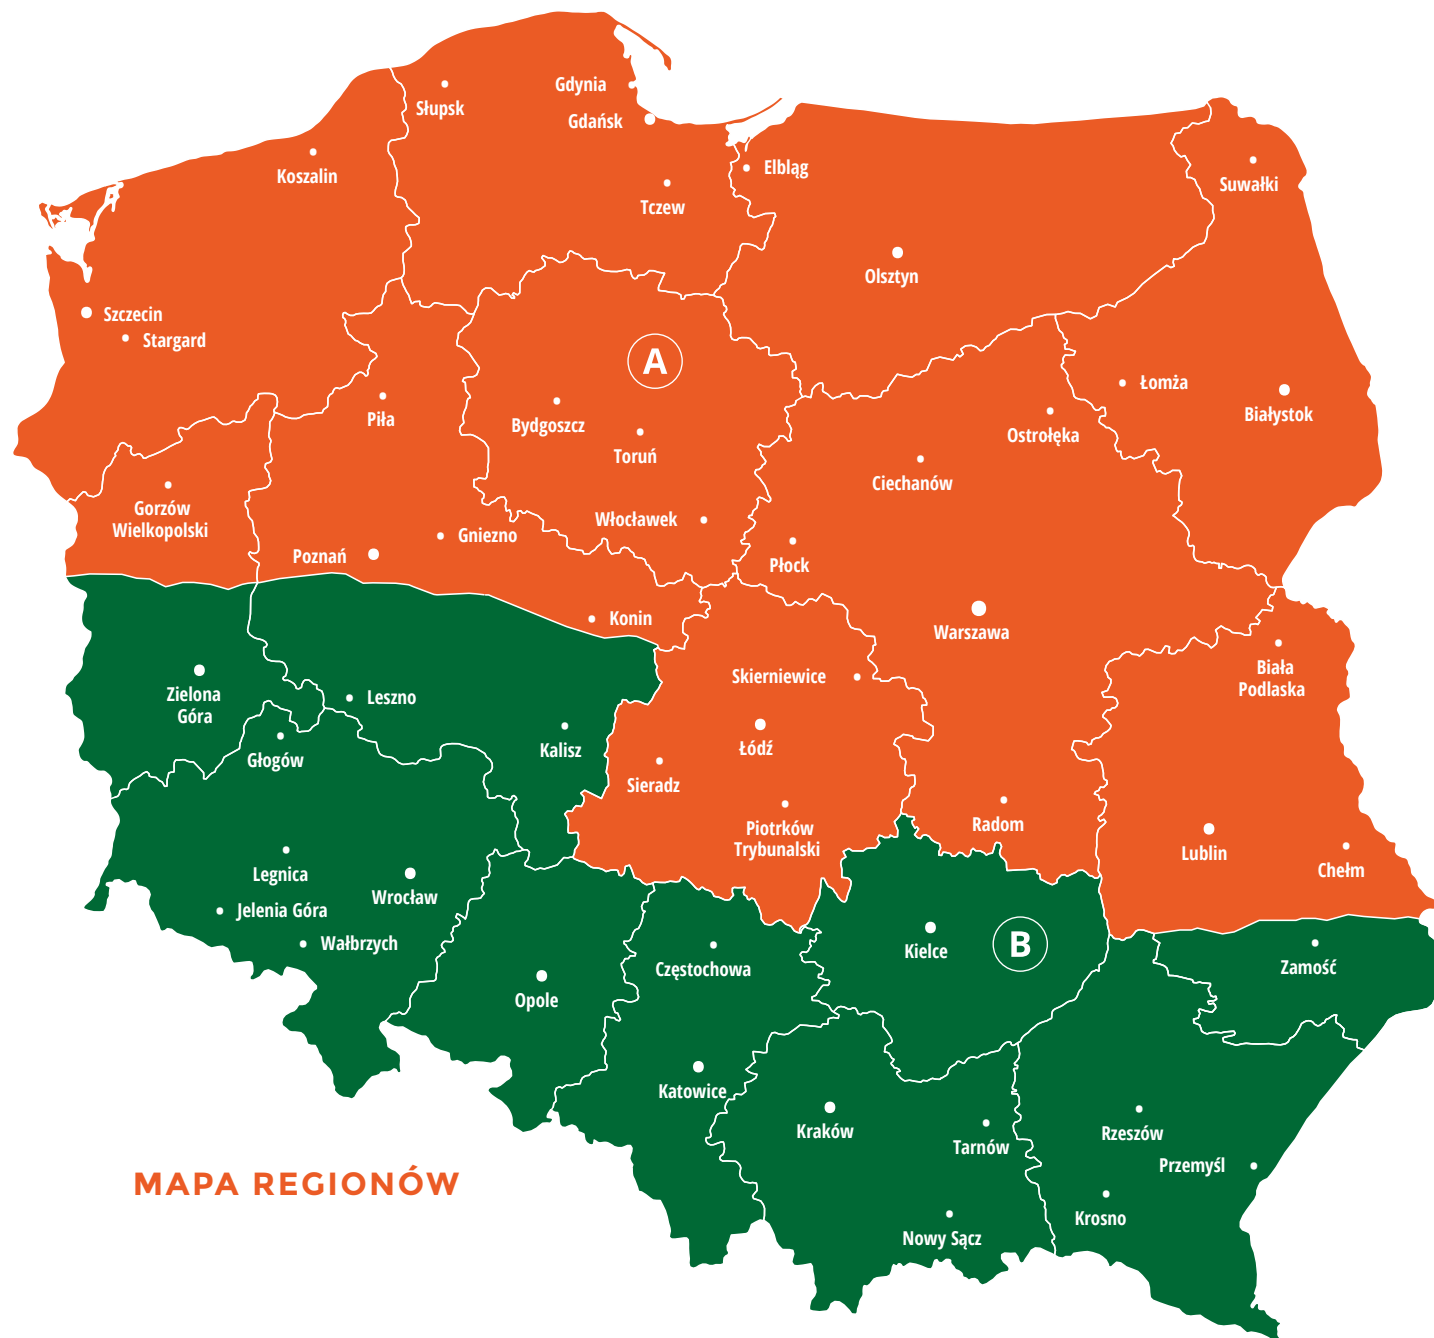 Gdynia
Słupsk
Gdańsk
Koszalin
Elbląg
Suwałki
Tczew
Olsztyn
Szczecin
Stargard
A
Łomża
Piła
Białystok
Bydgoszcz
Ostrołęka
Toruń
Ciechanów
Gorzów
Wielkopolski
Włocławek
Gniezno
Poznań
Płock
Konin
Warszawa
Biała
Podlaska
Skierniewice
Zielona
Góra
Leszno
Łódź
Kalisz
Głogów
Sieradz
Radom
Piotrków
Trybunalski
Lublin
Chełm
Legnica
Wrocław
Jelenia Góra
Wałbrzych
B
Kielce
Częstochowa
Zamość
Opole
Katowice
Kraków
Rzeszów
Tarnów
Przemyśl
MAPA REGIONÓW
Krosno
Nowy Sącz